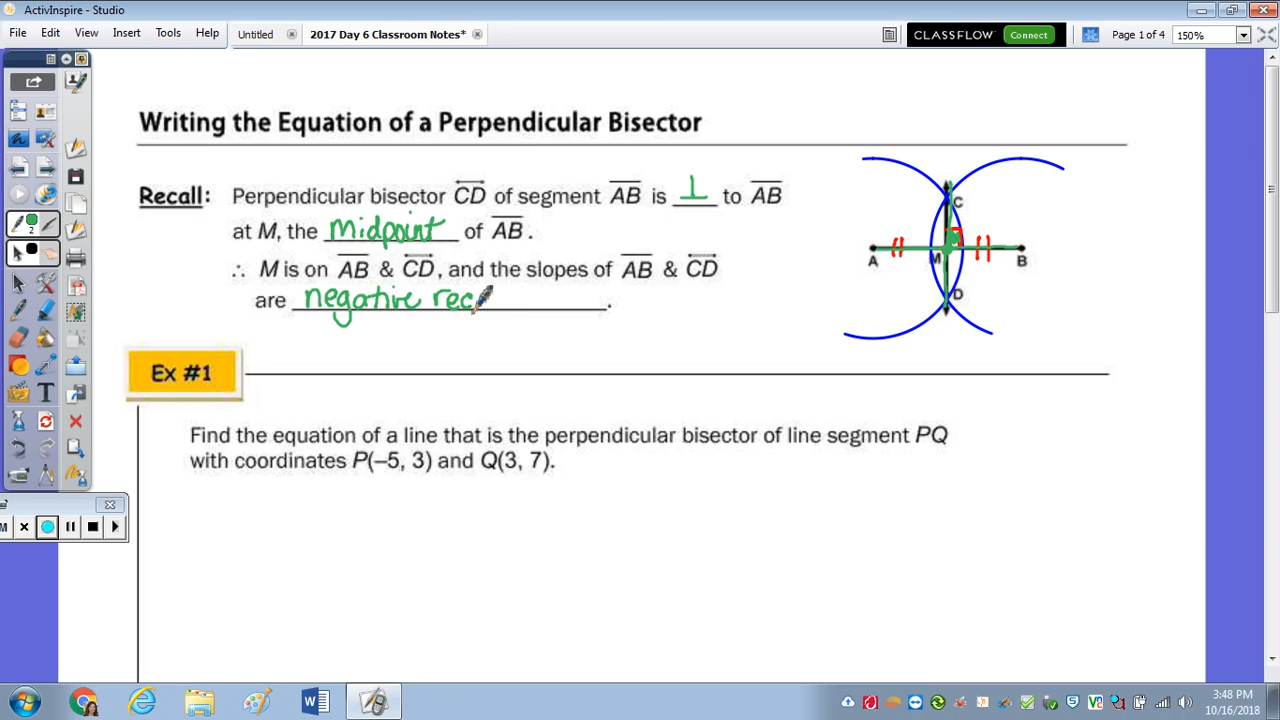 ActivInspire - Studio
File Edit View Insert Tools Help Untitled 2017 Day 6 Classroom Notes* CLASSFLOW Connect Page 1 of 4 150%
Writing the Equation of a Perpendicular Bisector
Recall: Perpendicular bisector CD of segment AB is ⊥ to AB
at M, the midpoint of AB.
∴ M is on AB & CD, and the slopes of AB & CD
are negative rec .
C
A M B
D
Ex #1
Find the equation of a line that is the perpendicular bisector of line segment PQ
with coordinates P(–5, 3) and Q(3, 7).
2
T
M
W
3:48 PM
10/16/2018